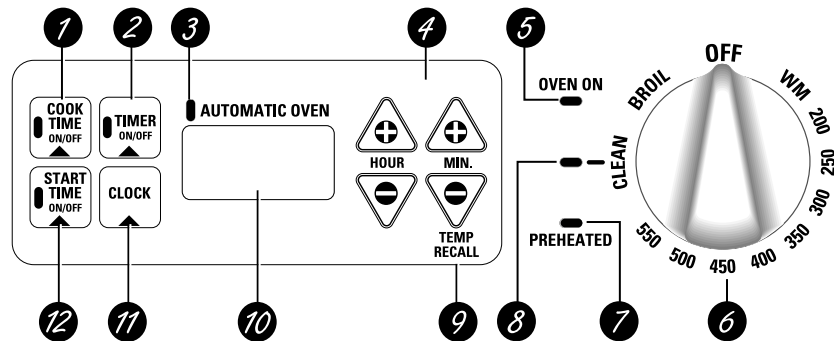 1
2
3
4
5
COOK
TIME
ON/OFF
TIMER
ON/OFF
AUTOMATIC OVEN
HOUR
MIN.
START
TIME
ON/OFF
CLOCK
TEMP
RECALL
OVEN ON
CLEAN
PREHEATED
OFF
WM
200
250
300
350
400
450
500
550
BROIL
12
11
10
9
8
7
6